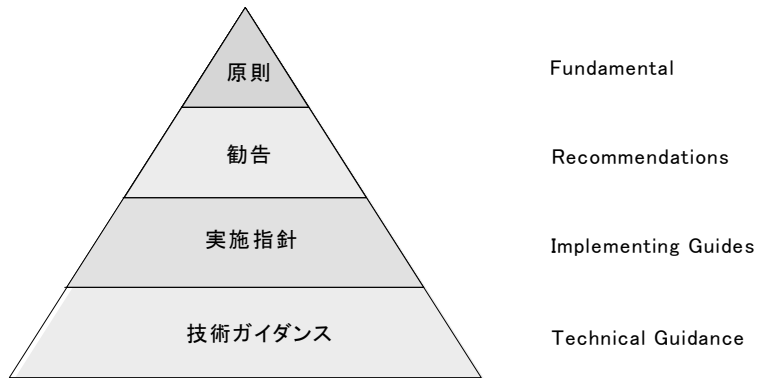 原則 Fundamental
勧告 Recommendations
実施指針 Implementing Guides
技術ガイダンス Technical Guidance